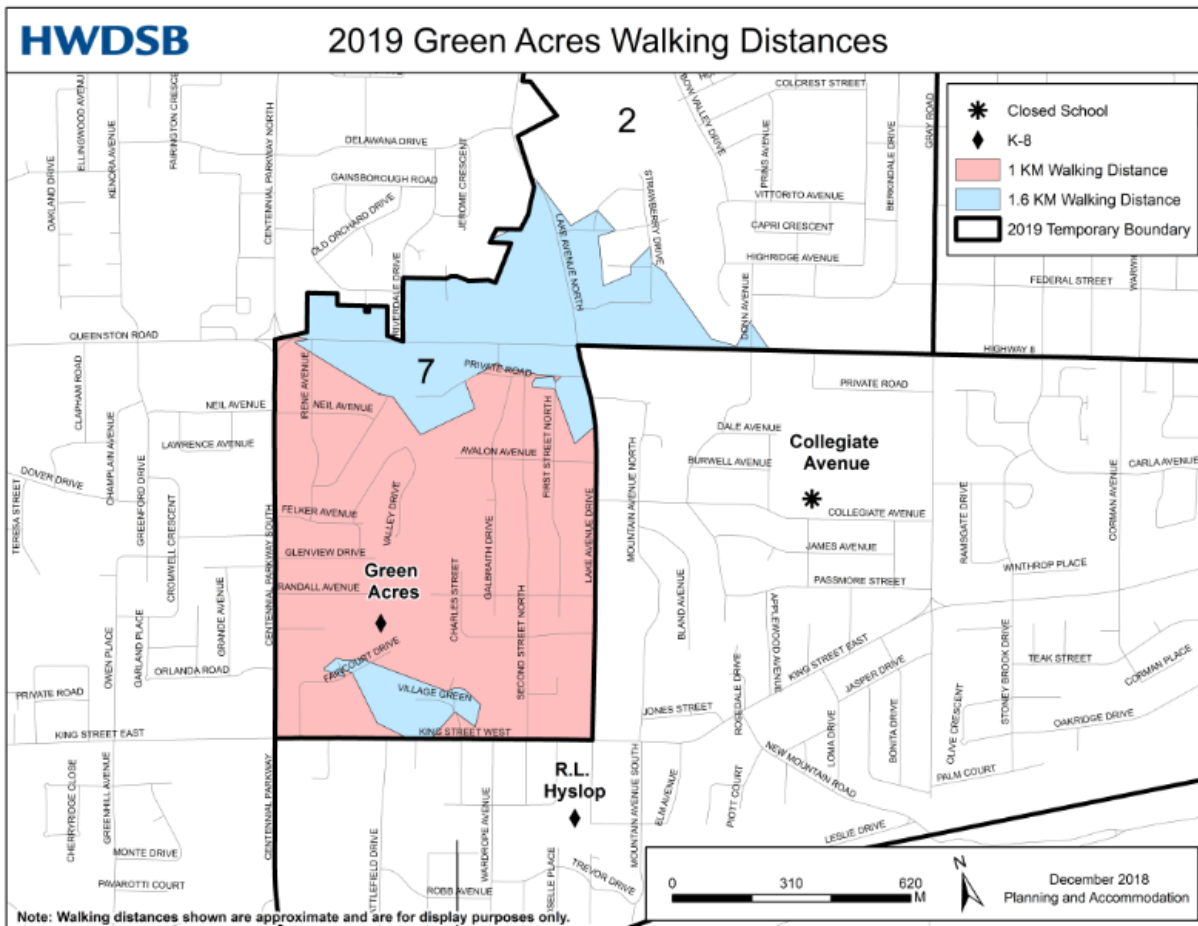 HWDSB
2019 Green Acres Walking Distances
Closed School
K-8
1 KM Walking Distance
1.6 KM Walking Distance
2019 Temporary Boundary
2
7
OAKLAND DRIVE
ELLINGWOOD AVENUE
KENORA AVENUE
CENTENNIAL PARKWAY NORTH
DELAWANA DRIVE
GAINSBOROUGH ROAD
OLD ORCHARD DRIVE
JEROME CRESCENT
RIVERDALE DRIVE
LAKE AVENUE NORTH
STRAWBERRY DRIVE
BOW VALLEY DRIVE
COLCREST STREET
PRINS AVENUE
VITTORITO AVENUE
CAPRI CRESCENT
HIGHRIDGE AVENUE
BERKINDALE DRIVE
GRAY ROAD
DONN AVENUE
FEDERAL STREET
QUEENSTON ROAD
HIGHWAY 8
PRIVATE ROAD
PRIVATE ROAD
CLAPHAM ROAD
NEIL AVENUE
IRENE AVENUE
NEIL AVENUE
LAWRENCE AVENUE
CHAMPLAIN AVENUE
GREENFORD DRIVE
DOVER DRIVE
TERESA STREET
CROMWELL CRESCENT
CENTENNIAL PARKWAY SOUTH
AVALON AVENUE
FIRST STREET NORTH
FELKER AVENUE
VALLEY DRIVE
GLENVIEW DRIVE
RANDALL AVENUE
Green
Acres
CHARLES STREET
GALBRAITH DRIVE
LAKE AVENUE DRIVE
SECOND STREET NORTH
FAIRCOURT DRIVE
VILLAGE GREEN
KING STREET WEST
GRANDE AVENUE
GARLAND PLACE
OWEN PLACE
ORLANDA ROAD
PRIVATE ROAD
KING STREET EAST
MOUNTAIN AVENUE NORTH
DALE AVENUE
BURWELL AVENUE
Collegiate
Avenue
COLLEGIATE AVENUE
JAMES AVENUE
PASSMORE STREET
BLAND AVENUE
APPLEWOOD AVENUE
KING STREET EAST
RAMSGATE DRIVE
CORMAN AVENUE
CARLA AVENUE
WINTHROP PLACE
TEAK STREET
CORMAN PLACE
STONEY BROOK DRIVE
OAKRIDGE DRIVE
OLIVE CRESCENT
PALM COURT
JASPER DRIVE
BONITA DRIVE
LOMA DRIVE
ROSEDALE DRIVE
JONES STREET
NEW MOUNTAIN ROAD
LESLIE DRIVE
PIOTT COURT
ELM AVENUE
MOUNTAIN AVENUE SOUTH
R.L.
Hyslop
CHERRYRIDGE CLOSE
GREENHILL AVENUE
MONTE DRIVE
PAVAROTTI COURT
CENTENNIAL PARKWAY
WARDROPE AVENUE
ROBB AVENUE
TREVOR DRIVE
0 310 620
M
N
December 2018
Planning and Accommodation
Note: Walking distances shown are approximate and are for display purposes only.